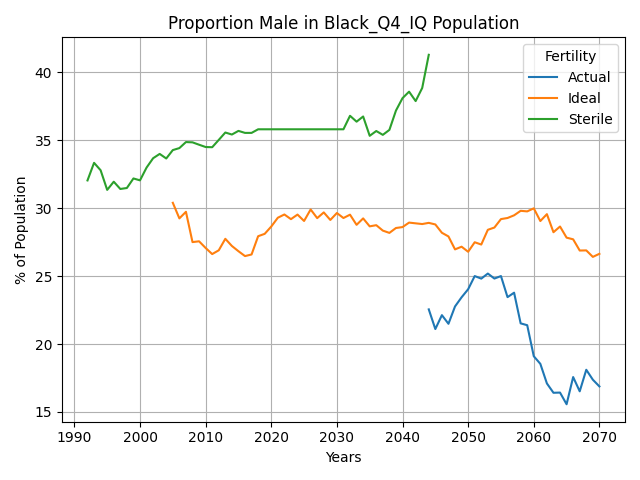 Proportion Male in Black_Q4_IQ Population
% of Population
40
35
30
25
20
15
Fertility
Actual
Ideal
Sterile
1990 2000 2010 2020 2030 2040 2050 2060 2070
Years